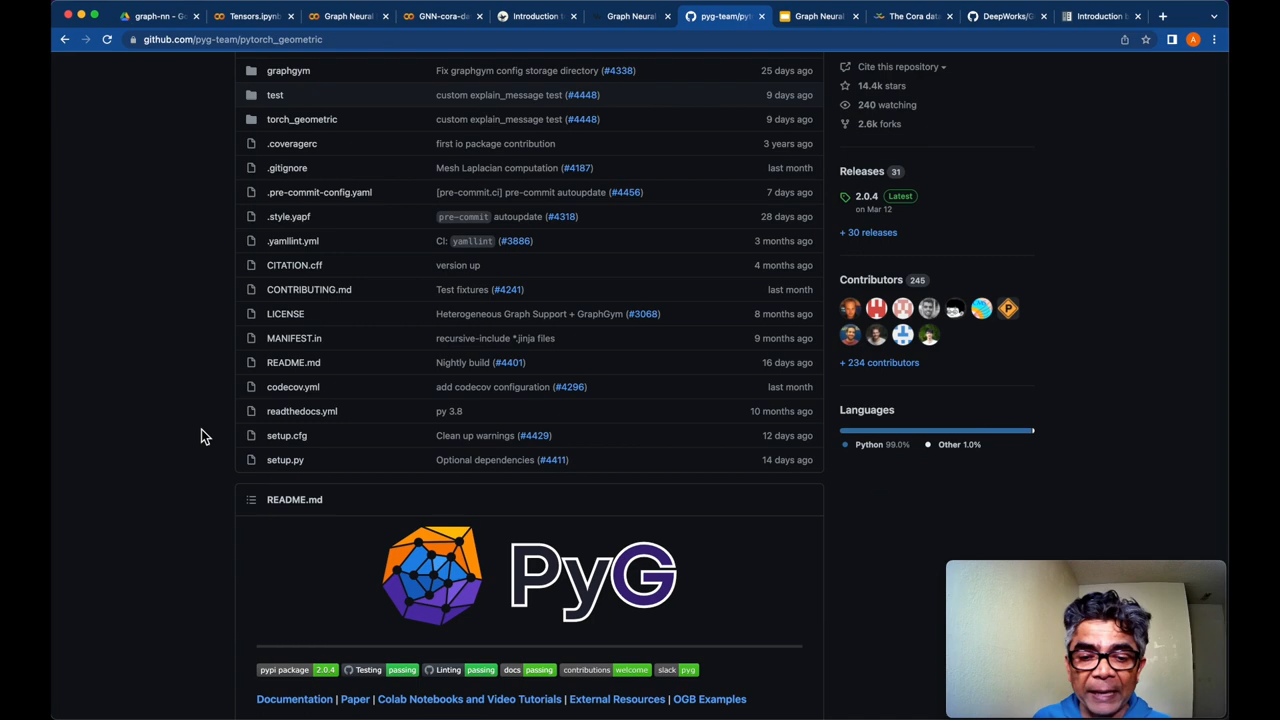 graph-nn - Go
Tensors.ipynb
Graph Neural
GNN-cora-da
Introduction
Graph Neural
pyg-team/pyt
Graph Neural
The Cora dat
DeepWorks/G
Introduction b
github.com/pyg-team/pytorch_geometric
A
graphgym Fix graphgym config storage directory (#4338) 25 days ago
test custom explain_message test (#4448) 9 days ago
torch_geometric custom explain_message test (#4448) 9 days ago
.coveragerc first io package contribution 3 years ago
.gitignore Mesh Laplacian computation (#4187) last month
.pre-commit-config.yaml [pre-commit.ci] pre-commit autoupdate (#4456) 7 days ago
.style.yapf pre-commit autoupdate (#4318) 28 days ago
.yamllint.yml CI: yamllint (#3886) 3 months ago
CITATION.cff version up 4 months ago
CONTRIBUTING.md Test fixtures (#4241) last month
LICENSE Heterogeneous Graph Support + GraphGym (#3068) 8 months ago
MANIFEST.in recursive-include *.jinja files 9 months ago
README.md Nightly build (#4401) 16 days ago
codecov.yml add codecov configuration (#4296) last month
readthedocs.yml py 3.8 10 months ago
setup.cfg Clean up warnings (#4429) 12 days ago
setup.py Optional dependencies (#4411) 14 days ago
README.md
PyG
pypi package 2.0.4 Testing passing Linting passing docs passing contributions welcome slack pyg
Documentation | Paper | Colab Notebooks and Video Tutorials | External Resources | OGB Examples
Cite this repository
14.4k stars
240 watching
2.6k forks
Releases 31
2.0.4 Latest
on Mar 12
+ 30 releases
Contributors 245
+ 234 contributors
Languages
Python 99.0% Other 1.0%